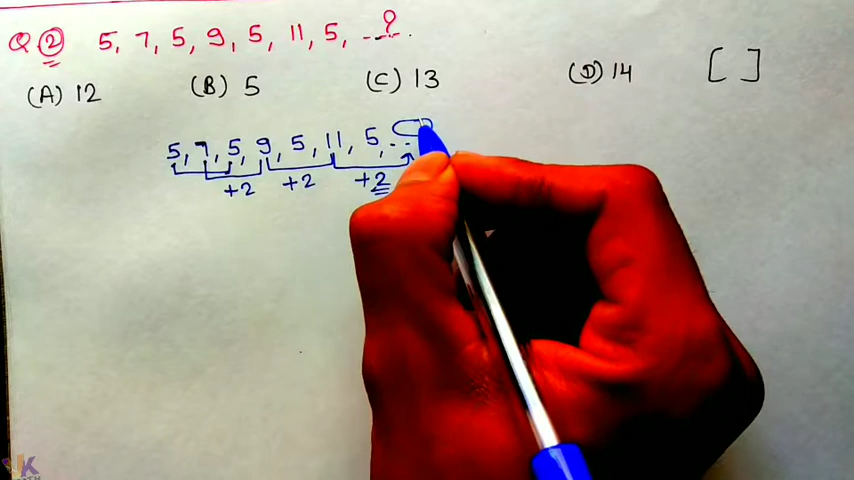 Q ② 5, 7, 5, 9, 5, 11, 5, ...?.
(A) 12 (B) 5 (C) 13 (D) 14 [ ]
5, 7, 5, 9, 5, 11, 5, ...
+2 +2 +2